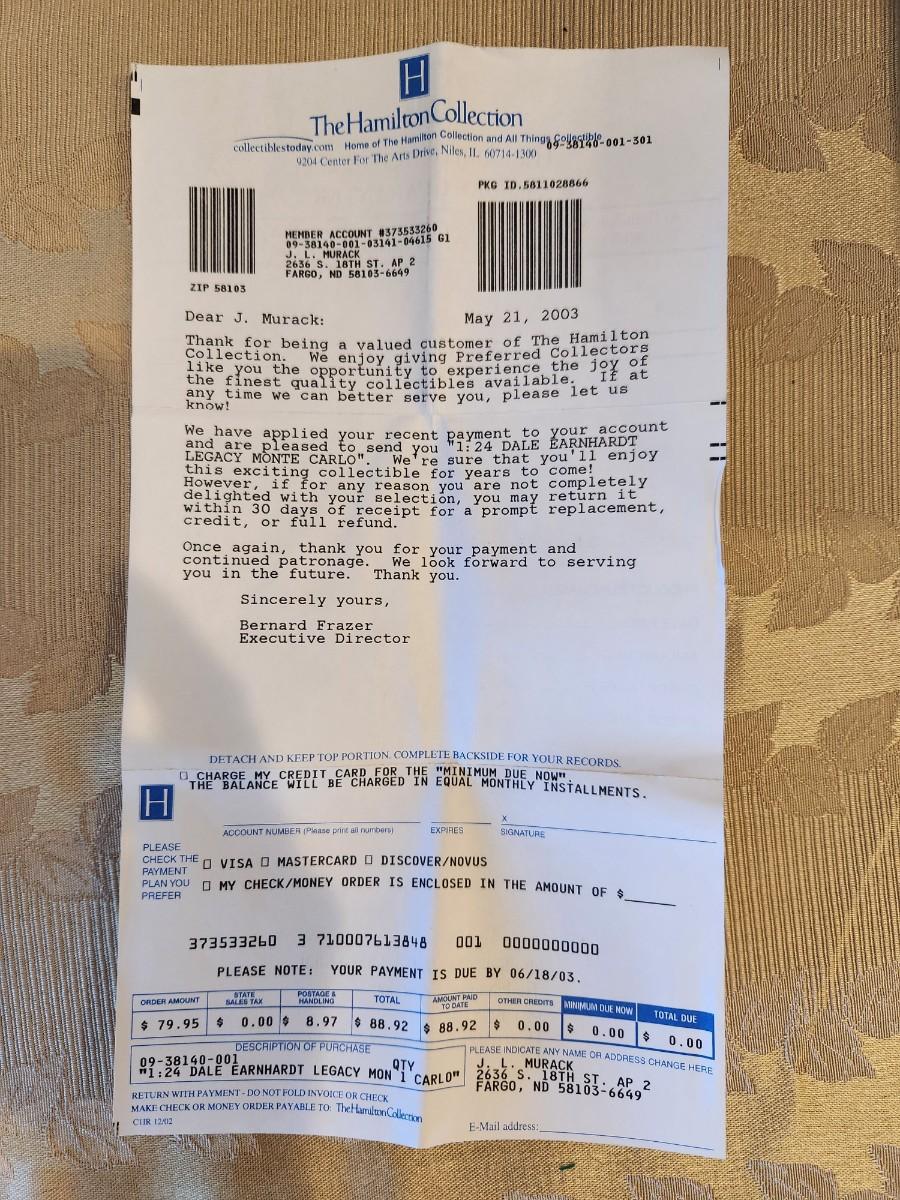 H
The Hamilton Collection
collectiblestoday.com Home of The Hamilton Collection and All Things Collectible
09-38140-001-301
9204 Center For The Arts Drive, Niles, IL 60714-1300
PKG ID.5811028866
MEMBER ACCOUNT #373533260
09-38140-001-03141-04615 G1
J. L. MURACK
2636 S. 18TH ST. AP 2
FARGO, ND 58103-6649
ZIP 58103
Dear J. Murack: May 21, 2003
Thank for being a valued customer of The Hamilton
Collection. We enjoy giving Preferred Collectors
like you the opportunity to experience the joy of
the finest quality collectibles available. If at
any time we can better serve you, please let us
know!
We have applied your recent payment to your account
and are pleased to send you "1:24 DALE EARNHARDT
LEGACY MONTE CARLO". We're sure that you'll enjoy
this exciting collectible for years to come!
However, if for any reason you are not completely
delighted with your selection, you may return it
within 30 days of receipt for a prompt replacement,
credit, or full refund.
Once again, thank you for your payment and
continued patronage. We look forward to serving
you in the future. Thank you.
Sincerely yours,
Bernard Frazer
Executive Director
DETACH AND KEEP TOP PORTION. COMPLETE BACKSIDE FOR YOUR RECORDS.
CHARGE MY CREDIT CARD FOR THE "MINIMUM DUE NOW".
THE BALANCE WILL BE CHARGED IN EQUAL MONTHLY INSTALLMENTS.
H
X
ACCOUNT NUMBER (Please print all numbers) EXPIRES SIGNATURE
PLEASE
CHECK THE
PAYMENT
PLAN YOU
PREFER
VISA MASTERCARD DISCOVER/NOVUS
MY CHECK/MONEY ORDER IS ENCLOSED IN THE AMOUNT OF $
373533260 3 710007613848 001 0000000000
PLEASE NOTE: YOUR PAYMENT IS DUE BY 06/18/03.
ORDER AMOUNT STATE SALES TAX POSTAGE & HANDLING TOTAL AMOUNT PAID TO DATE OTHER CREDITS MINIMUM DUE NOW TOTAL DUE
$ 79.95 $ 0.00 $ 8.97 $ 88.92 $ 88.92 $ 0.00 $ 0.00 $ 0.00
DESCRIPTION OF PURCHASE
09-38140-001 QTY
"1:24 DALE EARNHARDT LEGACY MON 1 CARLO"
PLEASE INDICATE ANY NAME OR ADDRESS CHANGE HERE
J. L. MURACK
2636 S. 18TH ST. AP 2
FARGO, ND 58103-6649
RETURN WITH PAYMENT - DO NOT FOLD INVOICE OR CHECK
MAKE CHECK OR MONEY ORDER PAYABLE TO: The Hamilton Collection
CHR 12/02
E-Mail address: